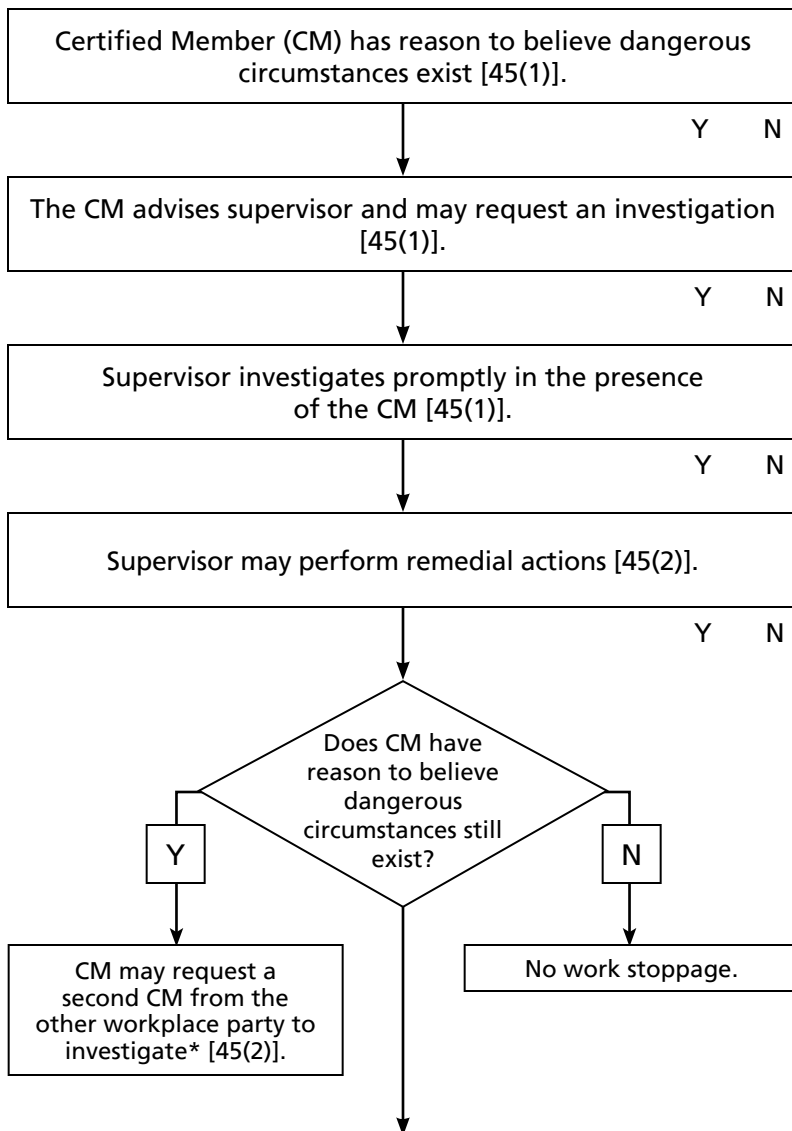 Certified Member (CM) has reason to believe dangerous
circumstances exist [45(1)].
Y N
The CM advises supervisor and may request an investigation
[45(1)].
Y N
Supervisor investigates promptly in the presence
of the CM [45(1)].
Y N
Supervisor may perform remedial actions [45(2)].
Y N
Does CM have
reason to believe
dangerous
circumstances still
exist?
Y
N
CM may request a
second CM from the
other workplace party to
investigate* [45(2)].
No work stoppage.